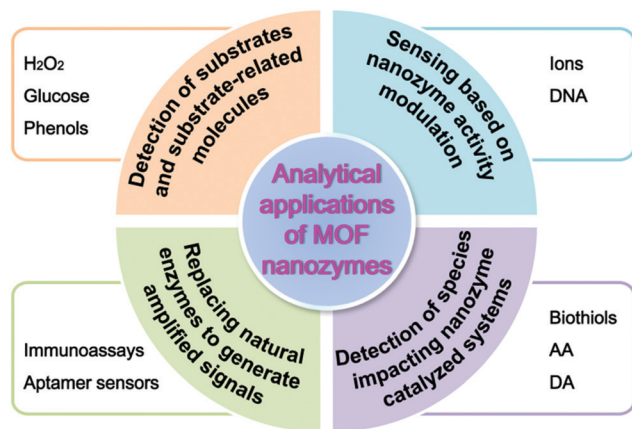 H₂O₂
Glucose
Phenols
Detection of substrates
and substrate-related
molecules
Sensing based on
nanozyme activity
modulation
Ions
DNA
Analytical
applications
of MOF
nanozymes
Immunoassays
Aptamer sensors
Replacing natural
enzymes to generate
amplified signals
Detection of species
impacting nanozyme
catalyzed systems
Biothiols
AA
DA